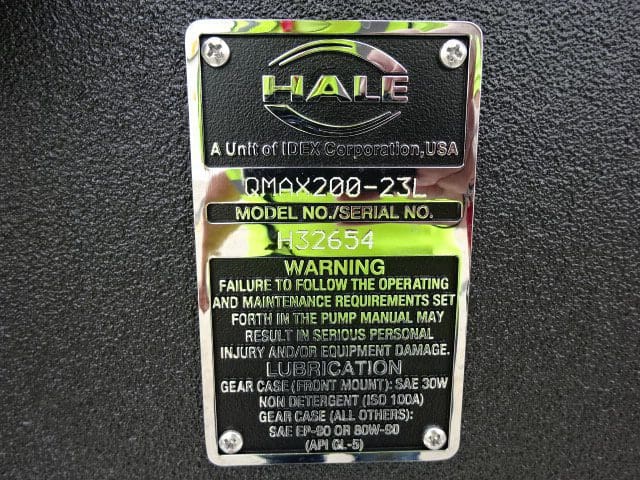 HALE
A Unit of IDEX Corporation, USA
QMAX200-23L
MODEL NO./SERIAL NO.
H32654
WARNING
FAILURE TO FOLLOW THE OPERATING
AND MAINTENANCE REQUIREMENTS SET
FORTH IN THE PUMP MANUAL MAY
RESULT IN SERIOUS PERSONAL
INJURY AND/OR EQUIPMENT DAMAGE.
LUBRICATION
GEAR CASE (FRONT MOUNT): SAE 30W
NON DETERGENT (ISO 100A)
GEAR CASE (ALL OTHERS):
SAE EP-90 OR 80W-90
(API GL-5)